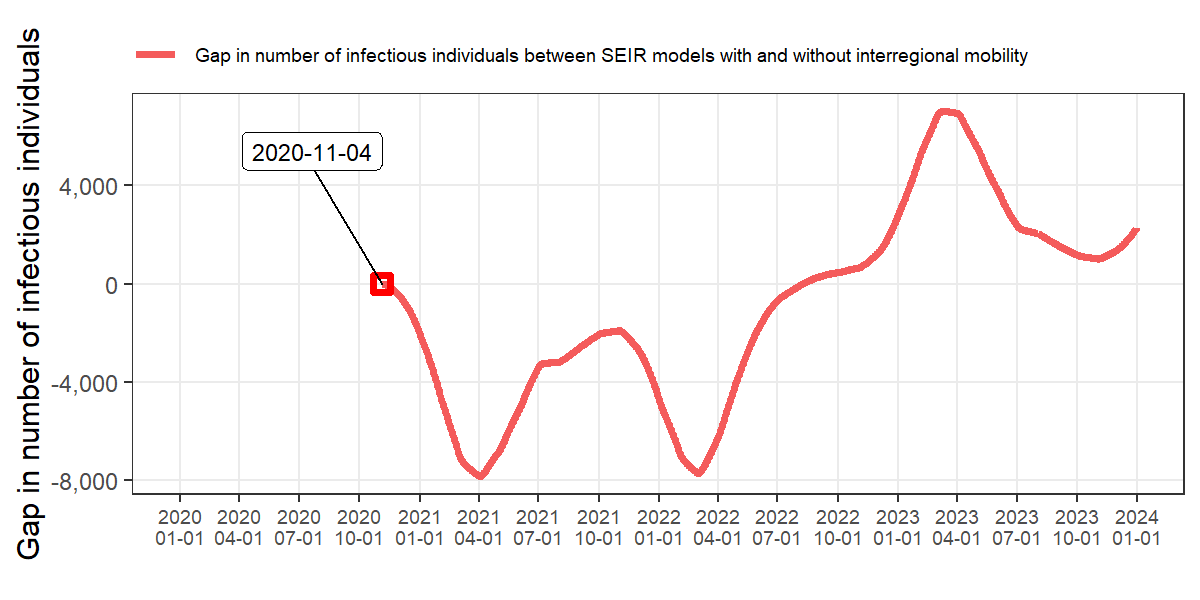 Gap in number of infectious individuals between SEIR models with and without interregional mobility
Gap in number of infectious individuals
2020-11-04
4,000
0
-4,000
-8,000
2020 2020 2020 2020 2021 2021 2021 2021 2022 2022 2022 2022 2023 2023 2023 2023 2024
01-01 04-01 07-01 10-01 01-01 04-01 07-01 10-01 01-01 04-01 07-01 10-01 01-01 04-01 07-01 10-01 01-01